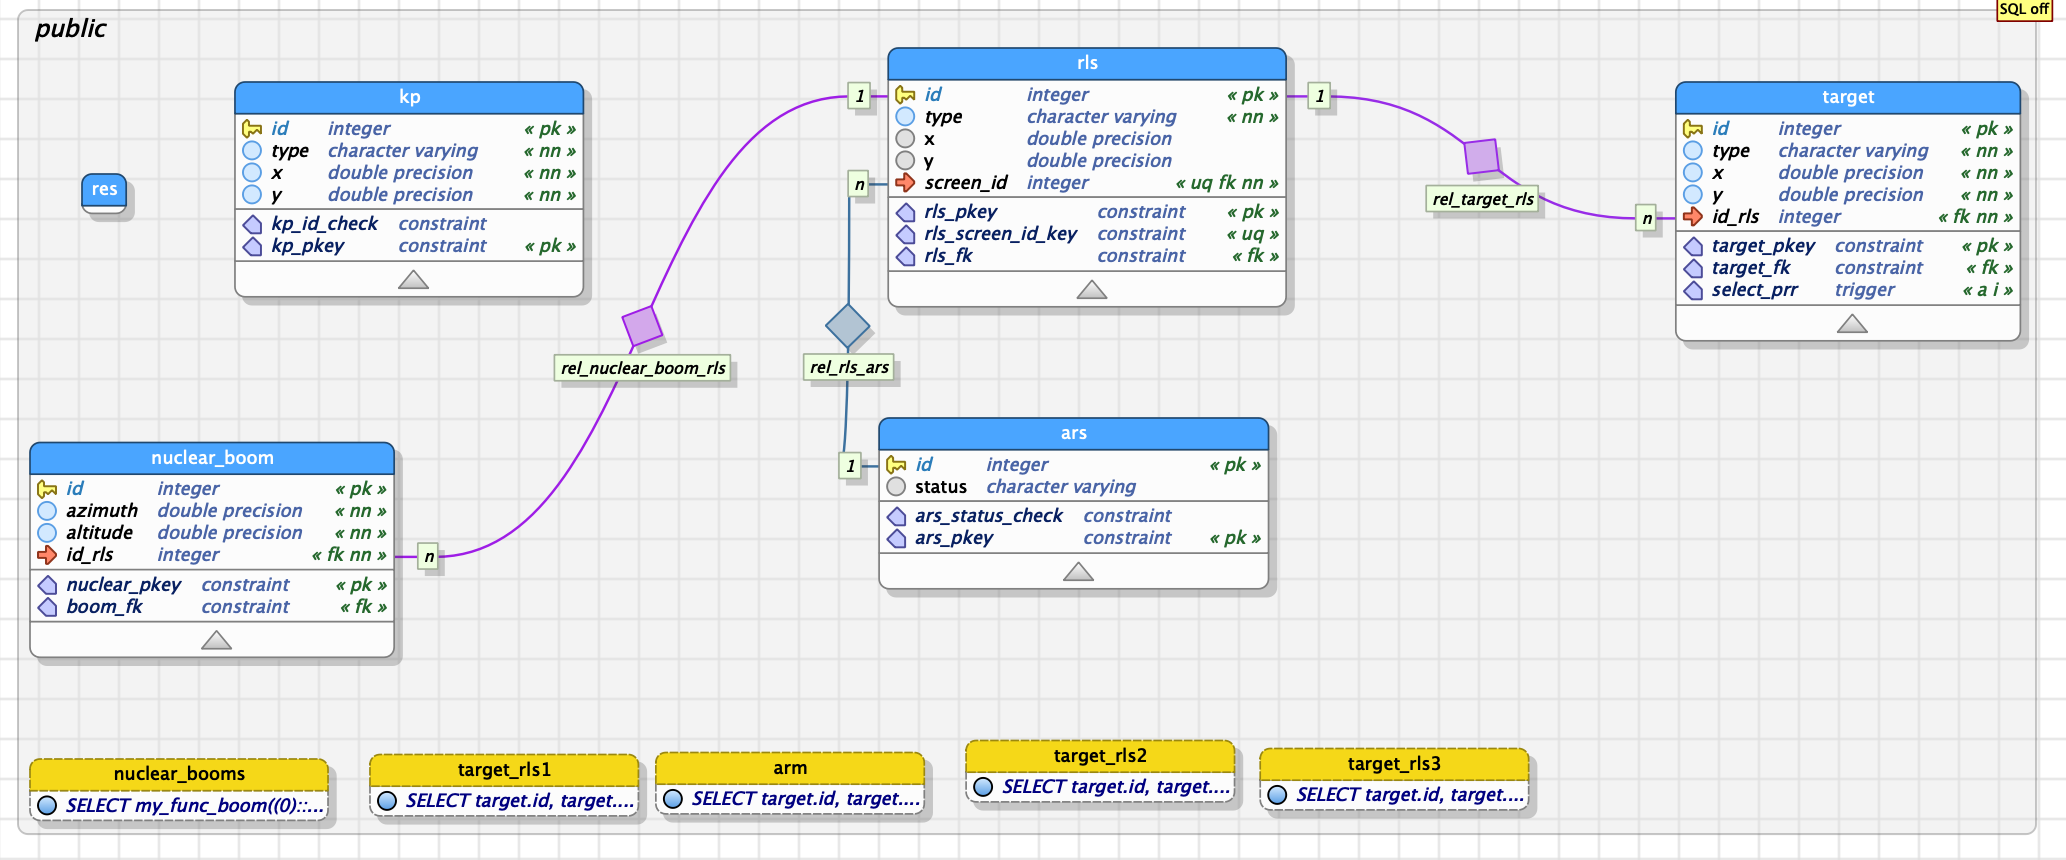 SQL off
public
res
kp
id integer « pk »
type character varying « nn »
x double precision « nn »
y double precision « nn »
kp_id_check constraint
kp_pkey constraint « pk »
rls
1 id integer « pk » 1
type character varying « nn »
x double precision
y double precision
n screen_id integer « uq fk nn »
rls_pkey constraint « pk »
rls_screen_id_key constraint « uq »
rls_fk constraint « fk »
target
id integer « pk »
type character varying « nn »
x double precision « nn »
y double precision « nn »
n id_rls integer « fk nn »
target_pkey constraint « pk »
target_fk constraint « fk »
select_prr trigger « a i »
rel_target_rls
rel_nuclear_boom_rls
rel_rls_ars
nuclear_boom
id integer « pk »
azimuth double precision « nn »
altitude double precision « nn »
id_rls integer « fk nn » n
nuclear_pkey constraint « pk »
boom_fk constraint « fk »
ars
1 id integer « pk »
status character varying
ars_status_check constraint
ars_pkey constraint « pk »
nuclear_booms
SELECT my_func_boom((0)::...
target_rls1
SELECT target.id, target....
arm
SELECT target.id, target....
target_rls2
SELECT target.id, target....
target_rls3
SELECT target.id, target....